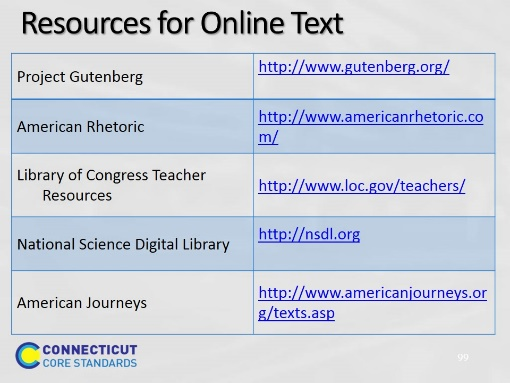 Resources for Online Text
Project Gutenberg
http://www.gutenberg.org/
American Rhetoric
http://www.americanrhetoric.co
m/
Library of Congress Teacher
Resources
http://www.loc.gov/teachers/
National Science Digital Library
http://nsdl.org
American Journeys
http://www.americanjourneys.or
g/texts.asp
CONNECTICUT
CORE STANDARDS
99